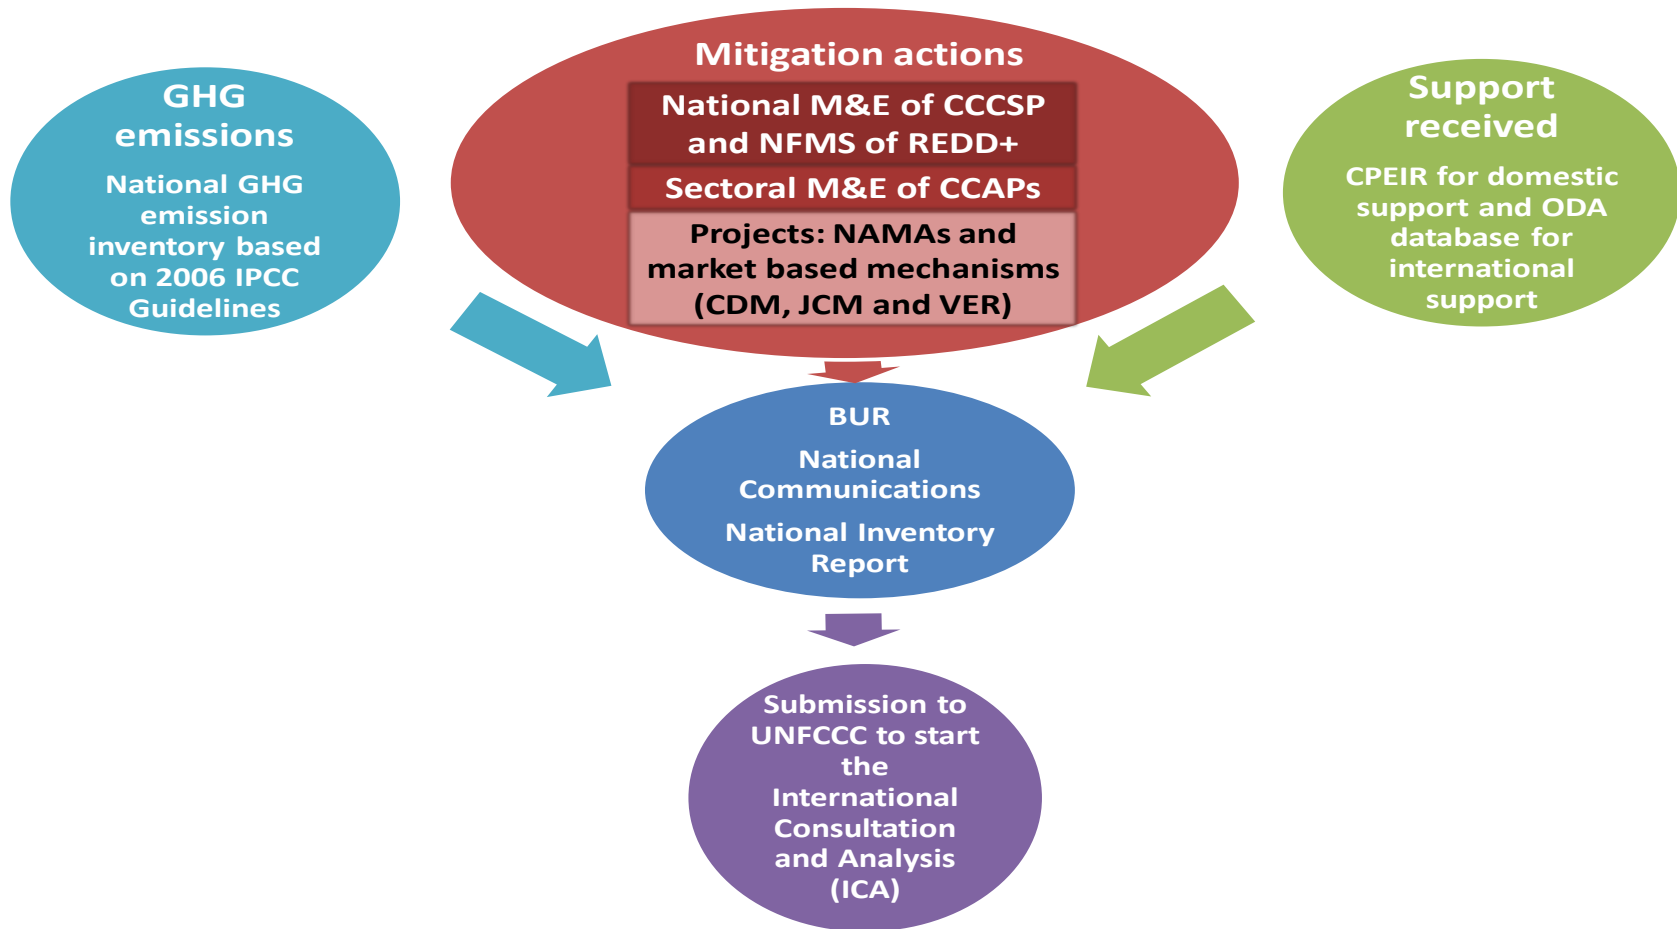 GHG
emissions
National GHG
emission
inventory based
on 2006 IPCC
Guidelines
Mitigation actions
National M&E of CCCSP
and NFMS of REDD+
Sectoral M&E of CCAPs
Projects: NAMAs and
market based mechanisms
(CDM, JCM and VER)
Support
received
CPEIR for domestic
support and ODA
database for
international
support
BUR
National
Communications
National Inventory
Report
Submission to
UNFCCC to start
the
International
Consultation
and Analysis
(ICA)